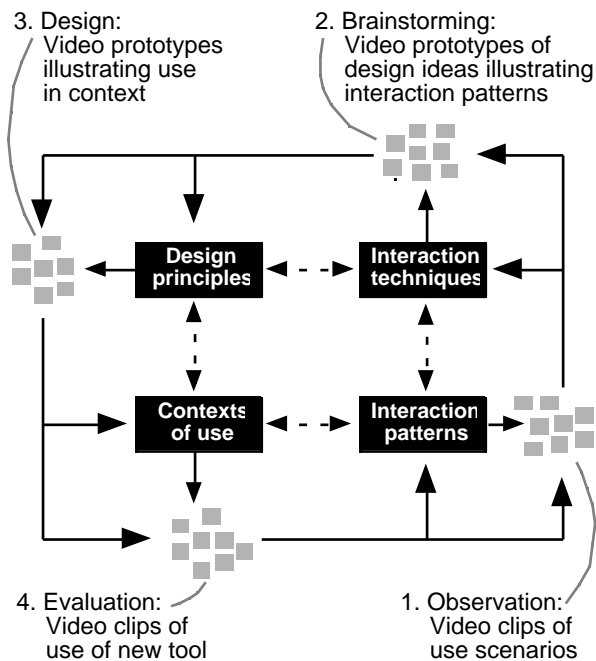 3. Design:
Video prototypes
illustrating use
in context
2. Brainstorming:
Video prototypes of
design ideas illustrating
interaction patterns
Design
principles
Interaction
techniques
Contexts
of use
Interaction
patterns
4. Evaluation:
Video clips of
use of new tool
1. Observation:
Video clips of
use scenarios